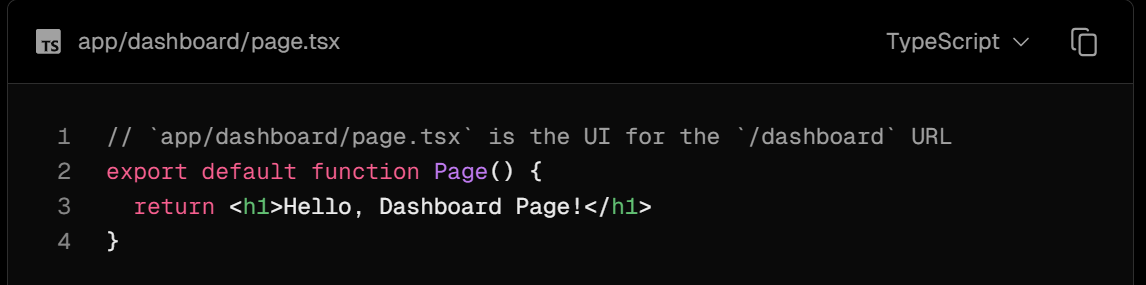 TS app/dashboard/page.tsx TypeScript
1 // `app/dashboard/page.tsx` is the UI for the `/dashboard` URL
2 export default function Page() {
3   return <h1>Hello, Dashboard Page!</h1>
4 }